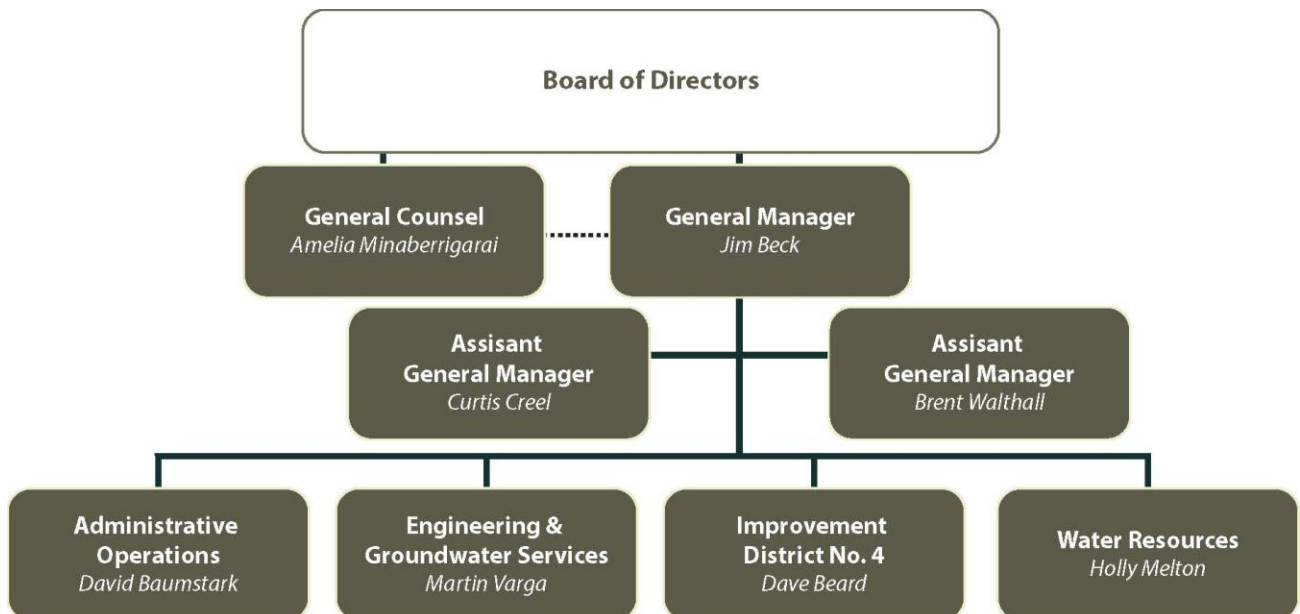 Board of Directors
General Counsel
Amelia Minaberrigarai
General Manager
Jim Beck
Assisant
General Manager
Curtis Creel
Assisant
General Manager
Brent Walthall
Administrative
Operations
David Baumstark
Engineering &
Groundwater Services
Martin Varga
Improvement
District No. 4
Dave Beard
Water Resources
Holly Melton